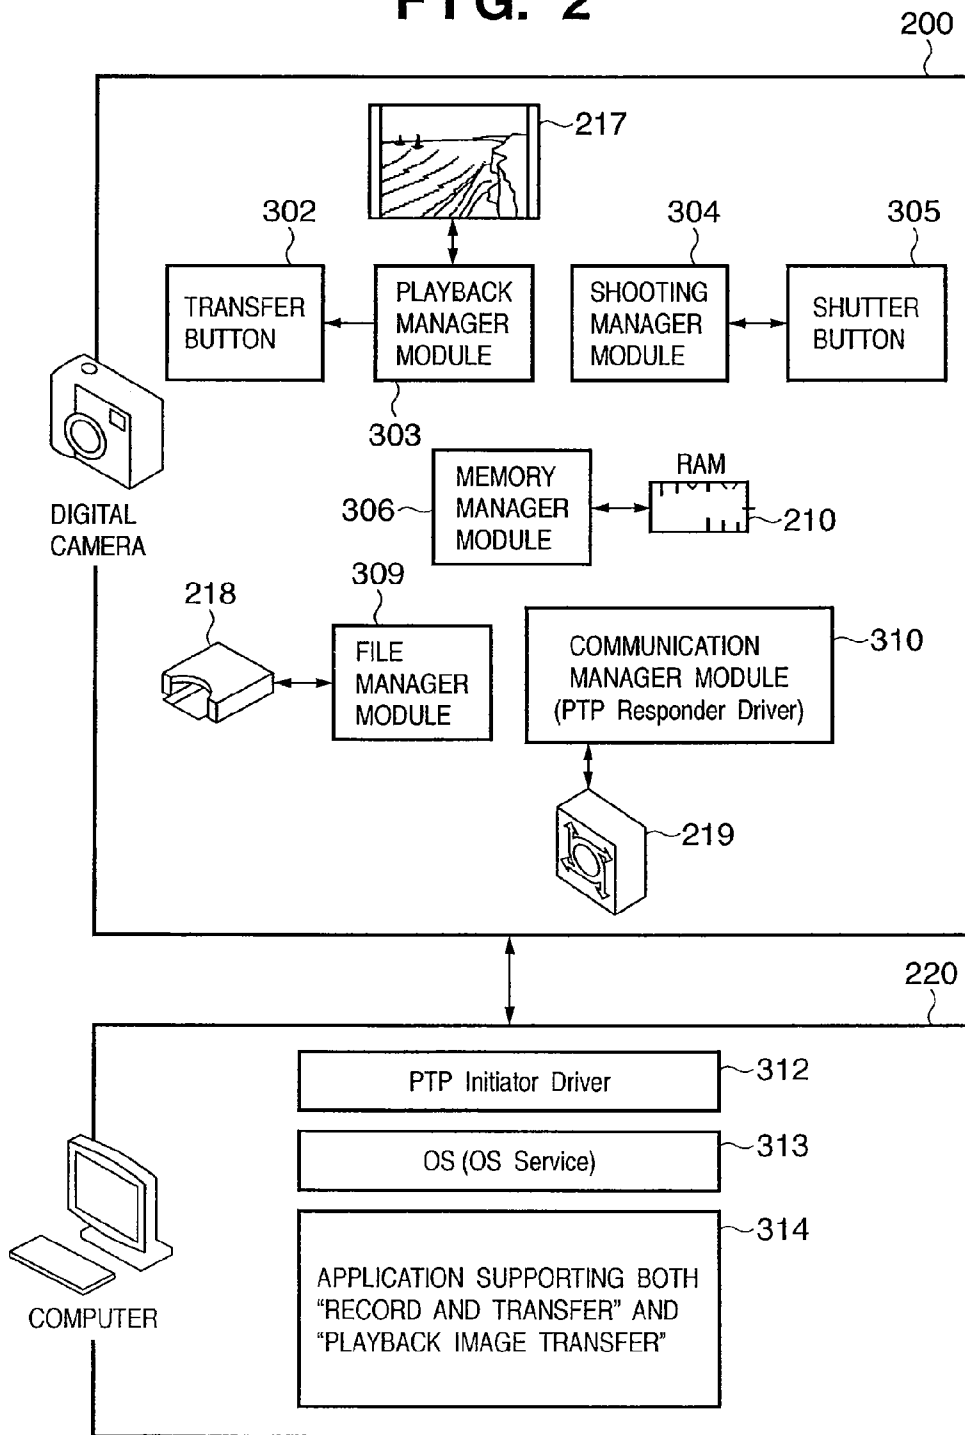 FIG. 2
200
217
302
304
305
TRANSFER
BUTTON
PLAYBACK
MANAGER
MODULE
SHOOTING
MANAGER
MODULE
SHUTTER
BUTTON
303
DIGITAL
CAMERA
306
MEMORY
MANAGER
MODULE
RAM
210
218
309
FILE
MANAGER
MODULE
COMMUNICATION
MANAGER MODULE
(PTP Responder Driver)
310
219
220
PTP Initiator Driver
312
OS (OS Service)
313
314
APPLICATION SUPPORTING BOTH
“RECORD AND TRANSFER” AND
“PLAYBACK IMAGE TRANSFER”
COMPUTER